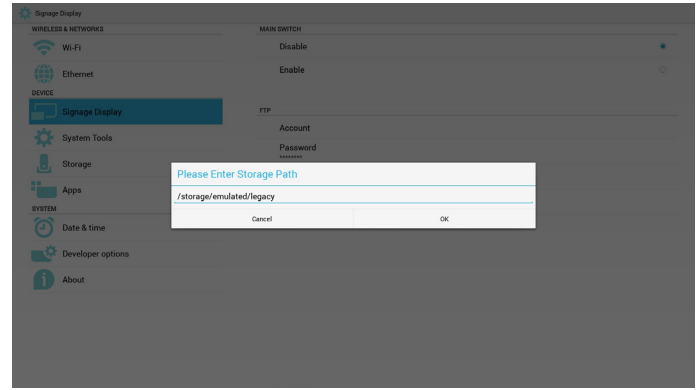 Signage Display
WIRELESS & NETWORKS
Wi-Fi
Ethernet
DEVICE
Signage Display
System Tools
Storage
Apps
SYSTEM
Date & time
Developer options
About
MAIN SWITCH
Disable
Enable
FTP
Account
Password
********
Please Enter Storage Path
/storage/emulated/legacy
Cancel
OK